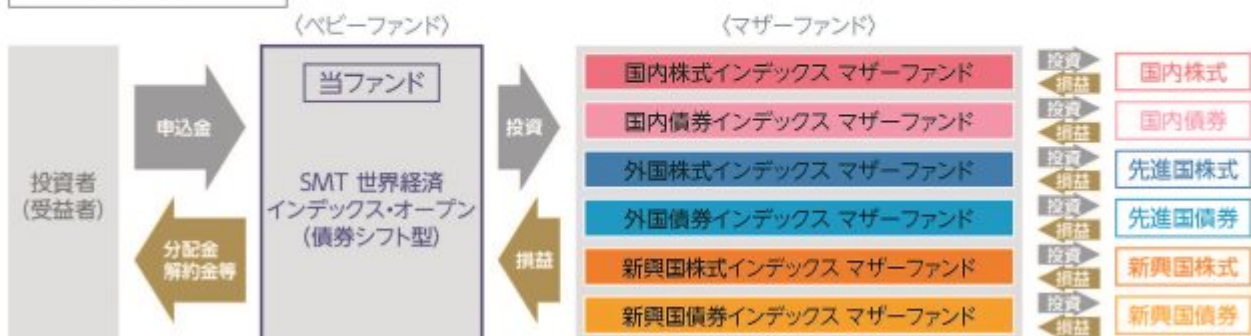 〈ベビーファンド〉
〈マザーファンド〉
投資者
(受益者)
申込金
分配金
解約金等
当ファンド
SMT 世界経済
インデックス・オープン
(債券シフト型)
投資
損益
国内株式インデックス マザーファンド
投資
損益
国内株式
国内債券インデックス マザーファンド
投資
損益
国内債券
外国株式インデックス マザーファンド
投資
損益
先進国株式
外国債券インデックス マザーファンド
投資
損益
先進国債券
新興国株式インデックス マザーファンド
投資
損益
新興国株式
新興国債券インデックス マザーファンド
投資
損益
新興国債券